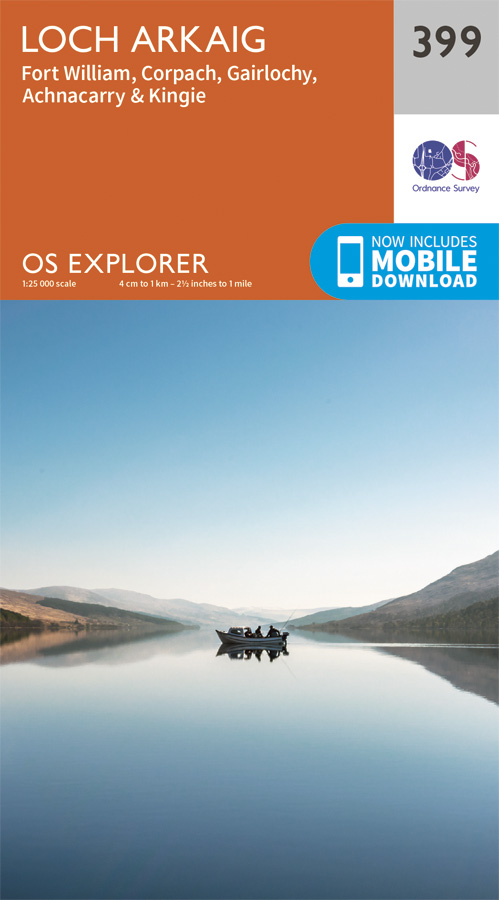 LOCH ARKAIG
Fort William, Corpach, Gairlochy,
Achnacarry & Kingie
399
OS
Ordnance Survey
OS EXPLORER
1:25 000 scale 4 cm to 1 km – 2½ inches to 1 mile
NOW INCLUDES
MOBILE
DOWNLOAD